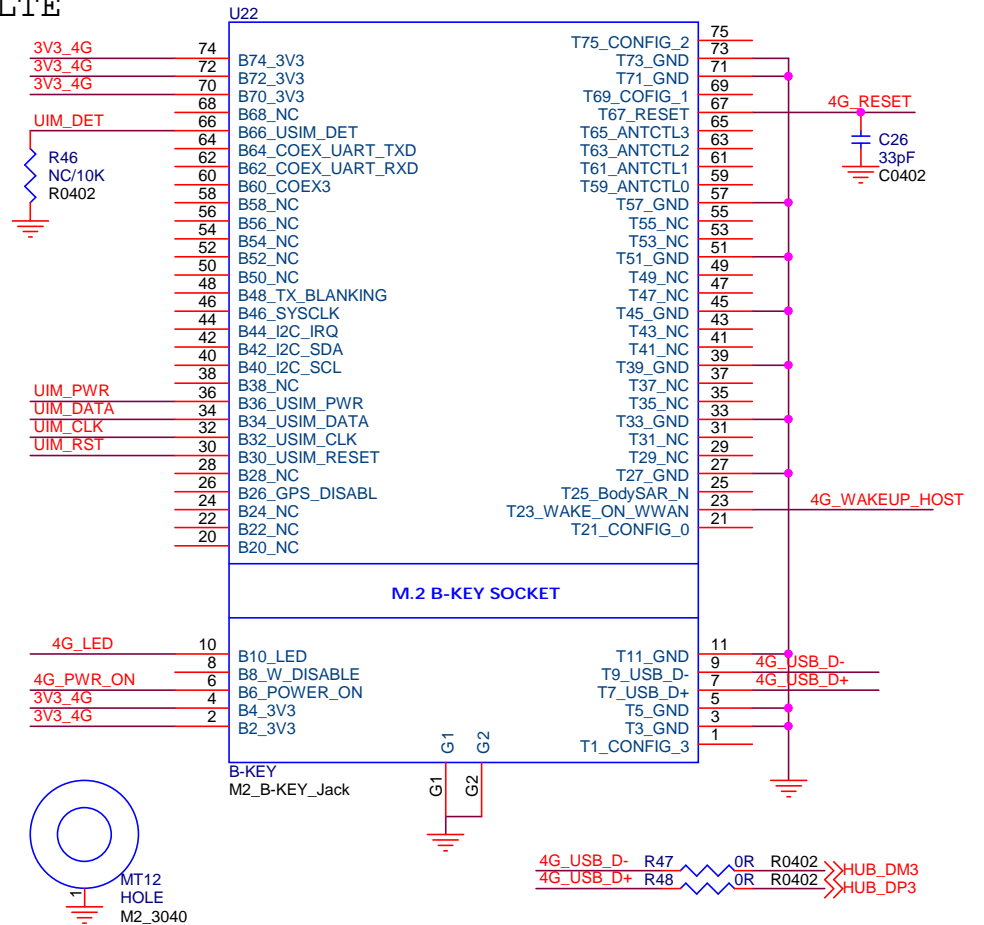 LTE
U22
3V3_4G 74 B74_3V3
3V3_4G 72 B72_3V3
3V3_4G 70 B70_3V3
68 B68_NC
UIM_DET 66 B66_USIM_DET
64 B64_COEX_UART_TXD
62 B62_COEX_UART_RXD
60 B60_COEX3
58 B58_NC
56 B56_NC
54 B54_NC
52 B52_NC
50 B50_NC
48 B48_TX_BLANKING
46 B46_SYSCLK
44 B44_I2C_IRQ
42 B42_I2C_SDA
40 B40_I2C_SCL
38 B38_NC
UIM_PWR 36 B36_USIM_PWR
UIM_DATA 34 B34_USIM_DATA
UIM_CLK 32 B32_USIM_CLK
UIM_RST 30 B30_USIM_RESET
28 B28_NC
26 B26_GPS_DISABL
24 B24_NC
22 B22_NC
20 B20_NC
R46
NC/10K
R0402
T75_CONFIG_2 75
T73_GND 73
T71_GND 71
T69_COFIG_1 69
T67_RESET 67 4G_RESET
T65_ANTCTL3 65
T63_ANTCTL2 63
T61_ANTCTL1 61
T59_ANTCTL0 59
T57_GND 57
T55_NC 55
T53_NC 53
T51_GND 51
T49_NC 49
T47_NC 47
T45_GND 45
T43_NC 43
T41_NC 41
T39_GND 39
T37_NC 37
T35_NC 35
T33_GND 33
T31_NC 31
T29_NC 29
T27_GND 27
T25_BodySAR_N 25
T23_WAKE_ON_WWAN 23 4G_WAKEUP_HOST
T21_CONFIG_0 21
C26
33pF
C0402
M.2 B-KEY SOCKET
4G_LED 10 B10_LED
8 B8_W_DISABLE
4G_PWR_ON 6 B6_POWER_ON
3V3_4G 4 B4_3V3
3V3_4G 2 B2_3V3
T11_GND 11
T9_USB_D- 9 4G_USB_D-
T7_USB_D+ 7 4G_USB_D+
T5_GND 5
T3_GND 3
T1_CONFIG_3 1
G1 G2
G1 G2
B-KEY
M2_B-KEY_Jack
1
MT12
HOLE
M2_3040
4G_USB_D- R47 0R R0402 HUB_DM3
4G_USB_D+ R48 0R R0402 HUB_DP3